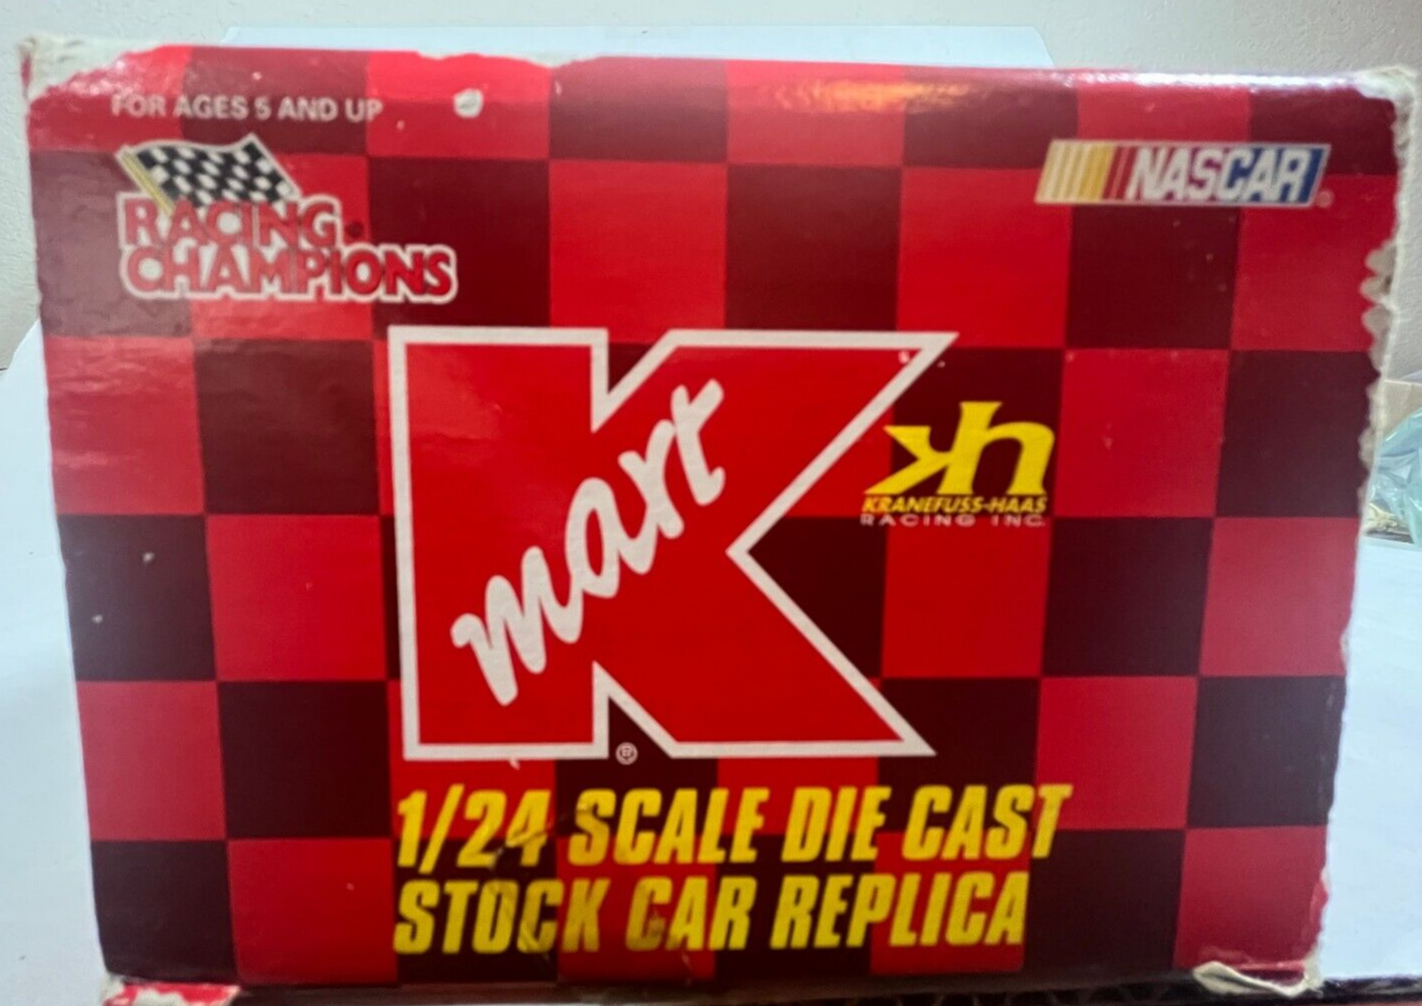 FOR AGES 5 AND UP
RACING
CHAMPIONS
NASCAR
K
mart
®
kh
KRANEFUSS-HAAS
RACING INC.
1/24 SCALE DIE CAST
STOCK CAR REPLICA